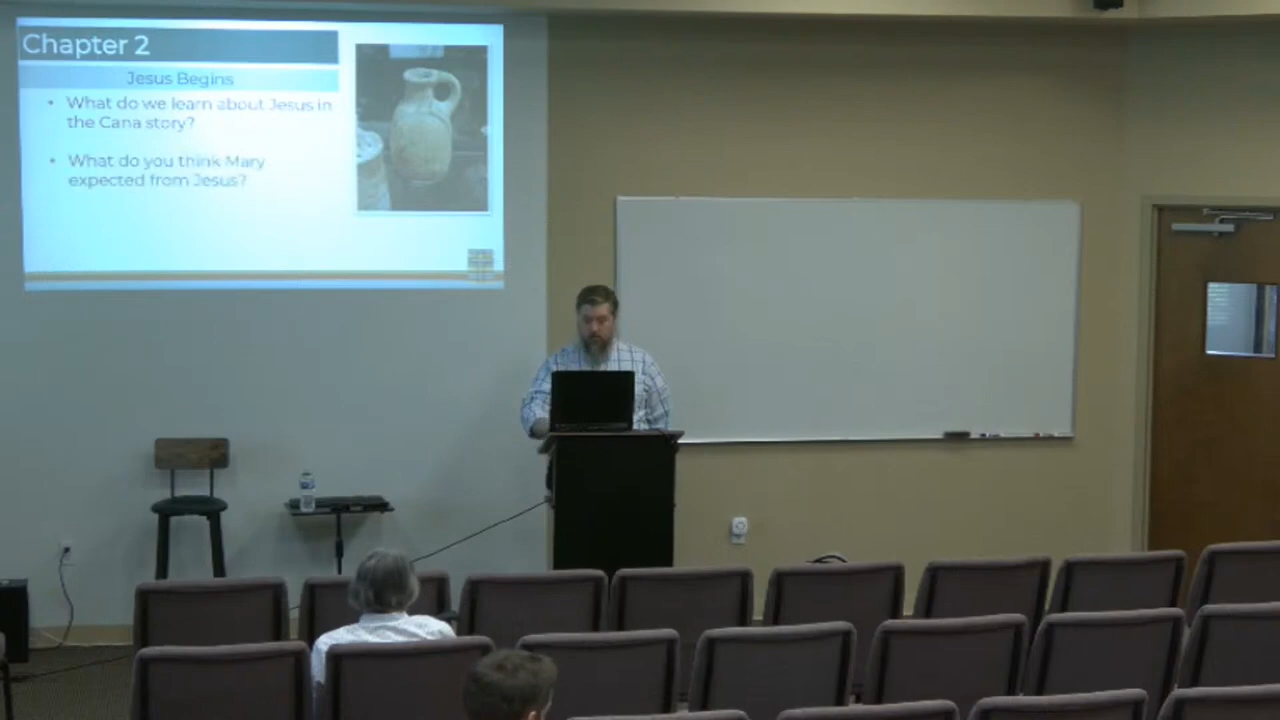 Chapter 2
Jesus Begins
• What do we learn about Jesus in
the Cana story?
• What do you think Mary
expected from Jesus?